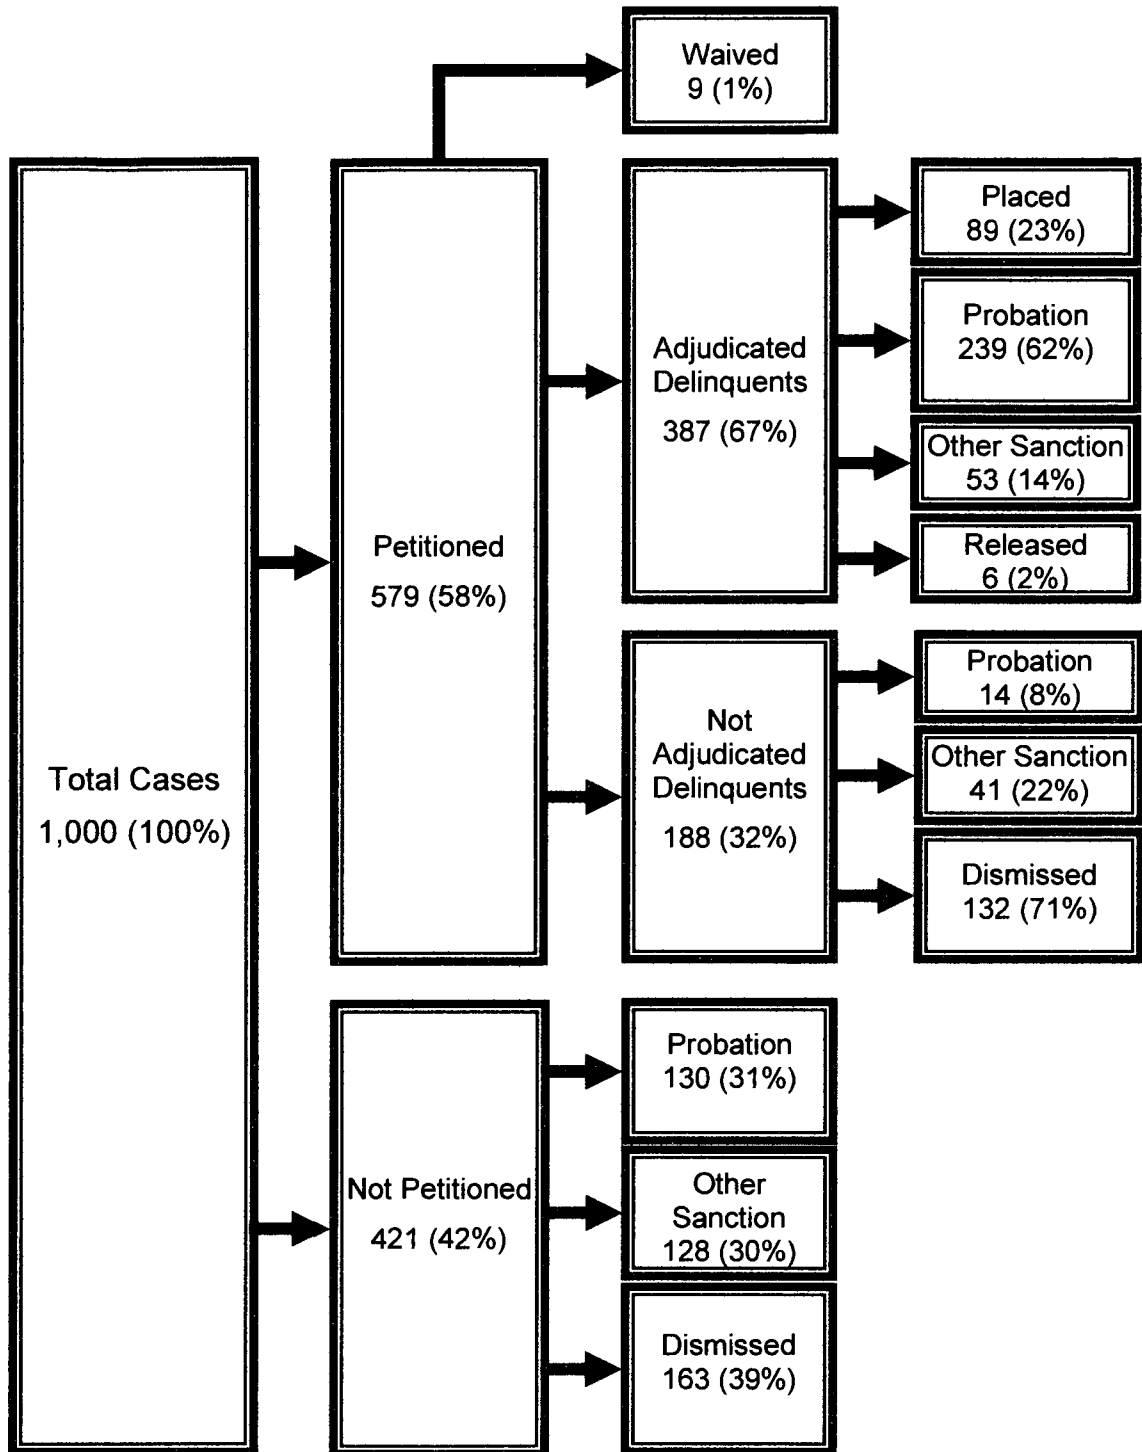 Waived
9 (1%)
Total Cases
1,000 (100%)
Petitioned
579 (58%)
Adjudicated
Delinquents
387 (67%)
Placed
89 (23%)
Probation
239 (62%)
Other Sanction
53 (14%)
Released
6 (2%)
Not
Adjudicated
Delinquents
188 (32%)
Probation
14 (8%)
Other Sanction
41 (22%)
Dismissed
132 (71%)
Not Petitioned
421 (42%)
Probation
130 (31%)
Other
Sanction
128 (30%)
Dismissed
163 (39%)